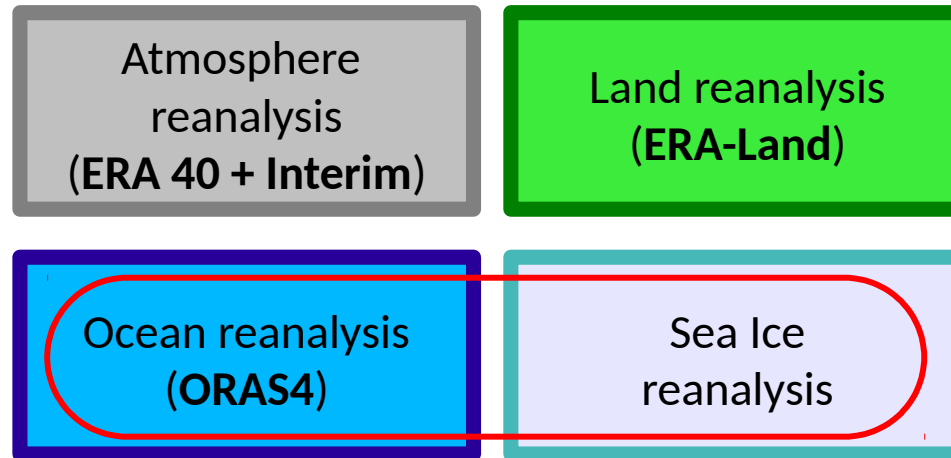 Atmosphere
reanalysis
(ERA 40 + Interim)
Land reanalysis
(ERA-Land)
Ocean reanalysis
(ORAS4)
Sea Ice
reanalysis